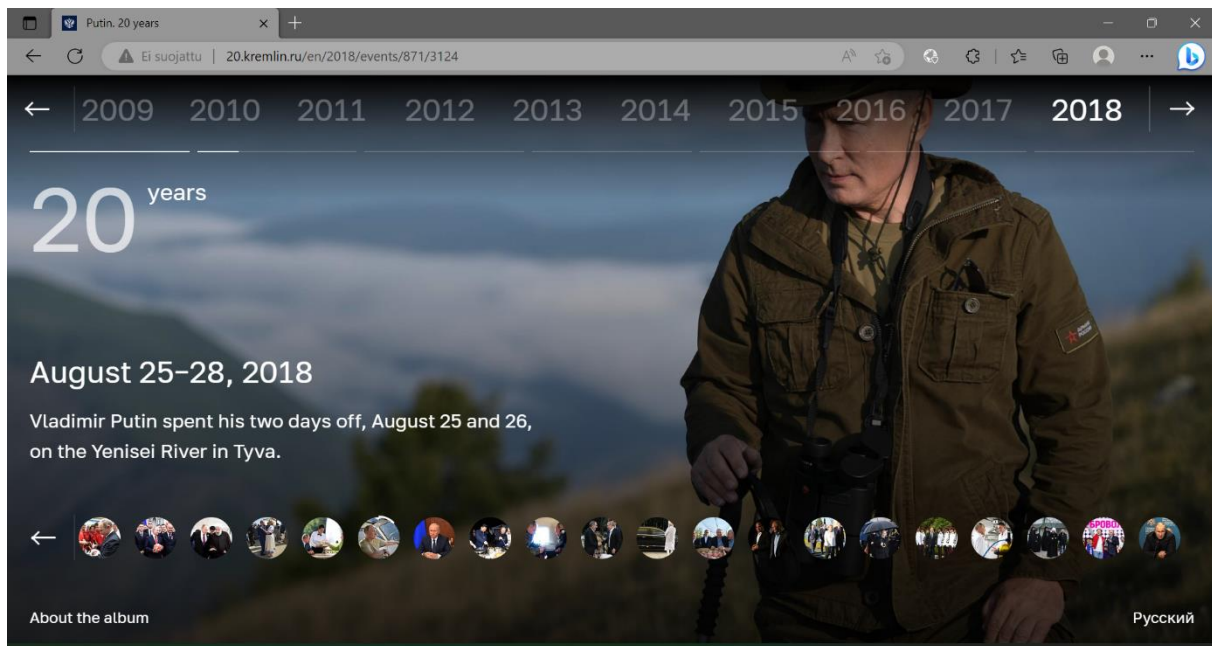 Putin. 20 years
Ei suojattu | 20.kremlin.ru/en/2018/events/871/3124
2009 2010 2011 2012 2013 2014 2015 2016 2017 2018
20 years
August 25–28, 2018
Vladimir Putin spent his two days off, August 25 and 26,
on the Yenisei River in Tyva.
About the album
Русский